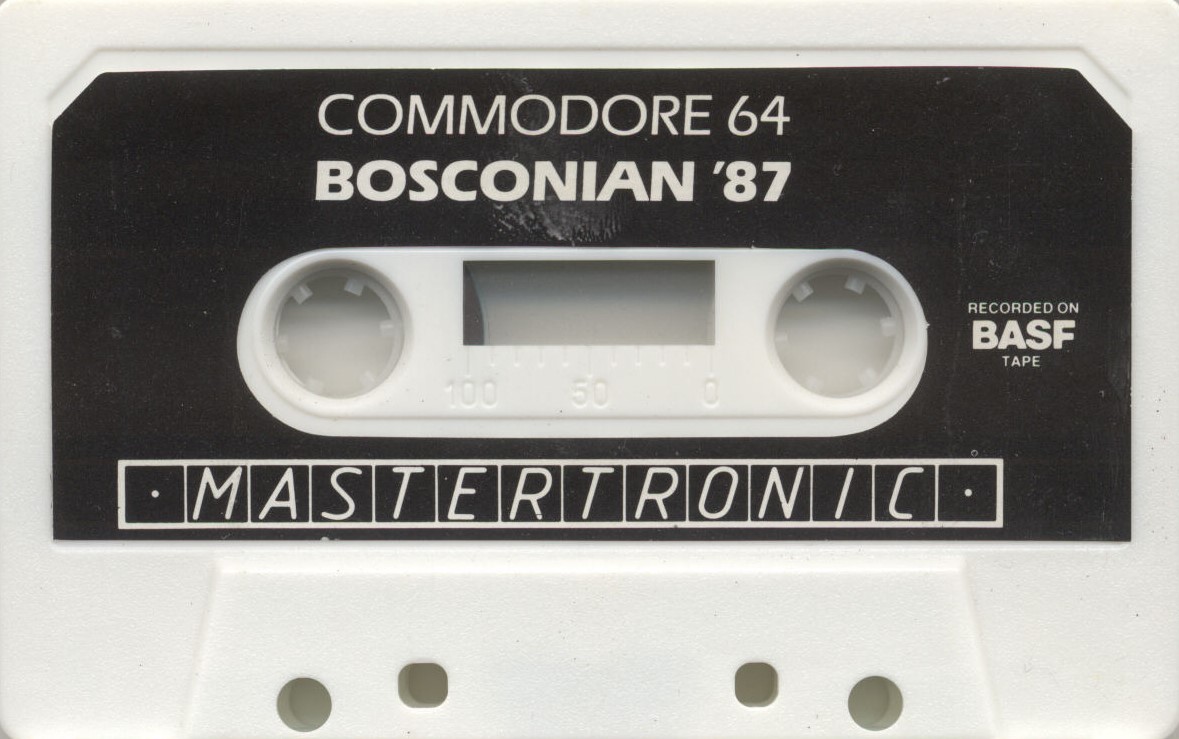 COMMODORE 64
BOSCONIAN '87
RECORDED ON
BASF
TAPE
100 50 0
· MASTERTRONIC ·